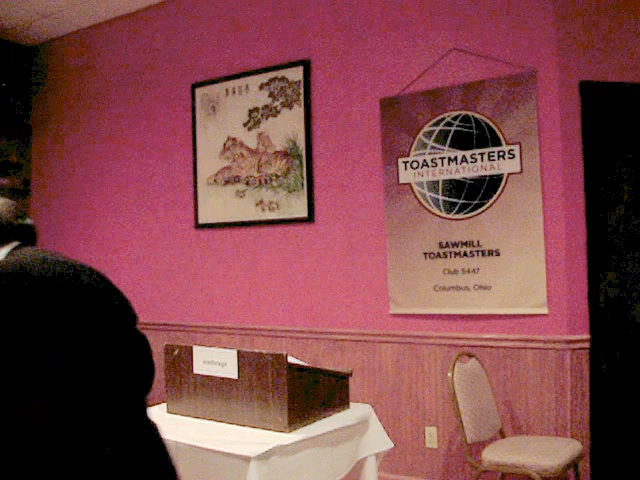 TOASTMASTERS
INTERNATIONAL
SAWMILL
TOASTMASTERS
Club 5447
Columbus, Ohio